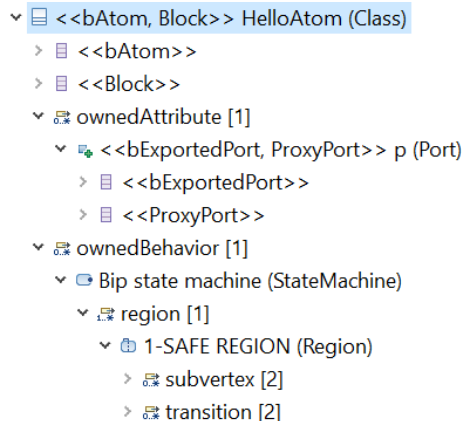 <<bAtom, Block>> HelloAtom (Class)
<<bAtom>>
<<Block>>
ownedAttribute [1]
<<bExportedPort, ProxyPort>> p (Port)
<<bExportedPort>>
<<ProxyPort>>
ownedBehavior [1]
Bip state machine (StateMachine)
region [1]
1-SAFE REGION (Region)
subvertex [2]
transition [2]